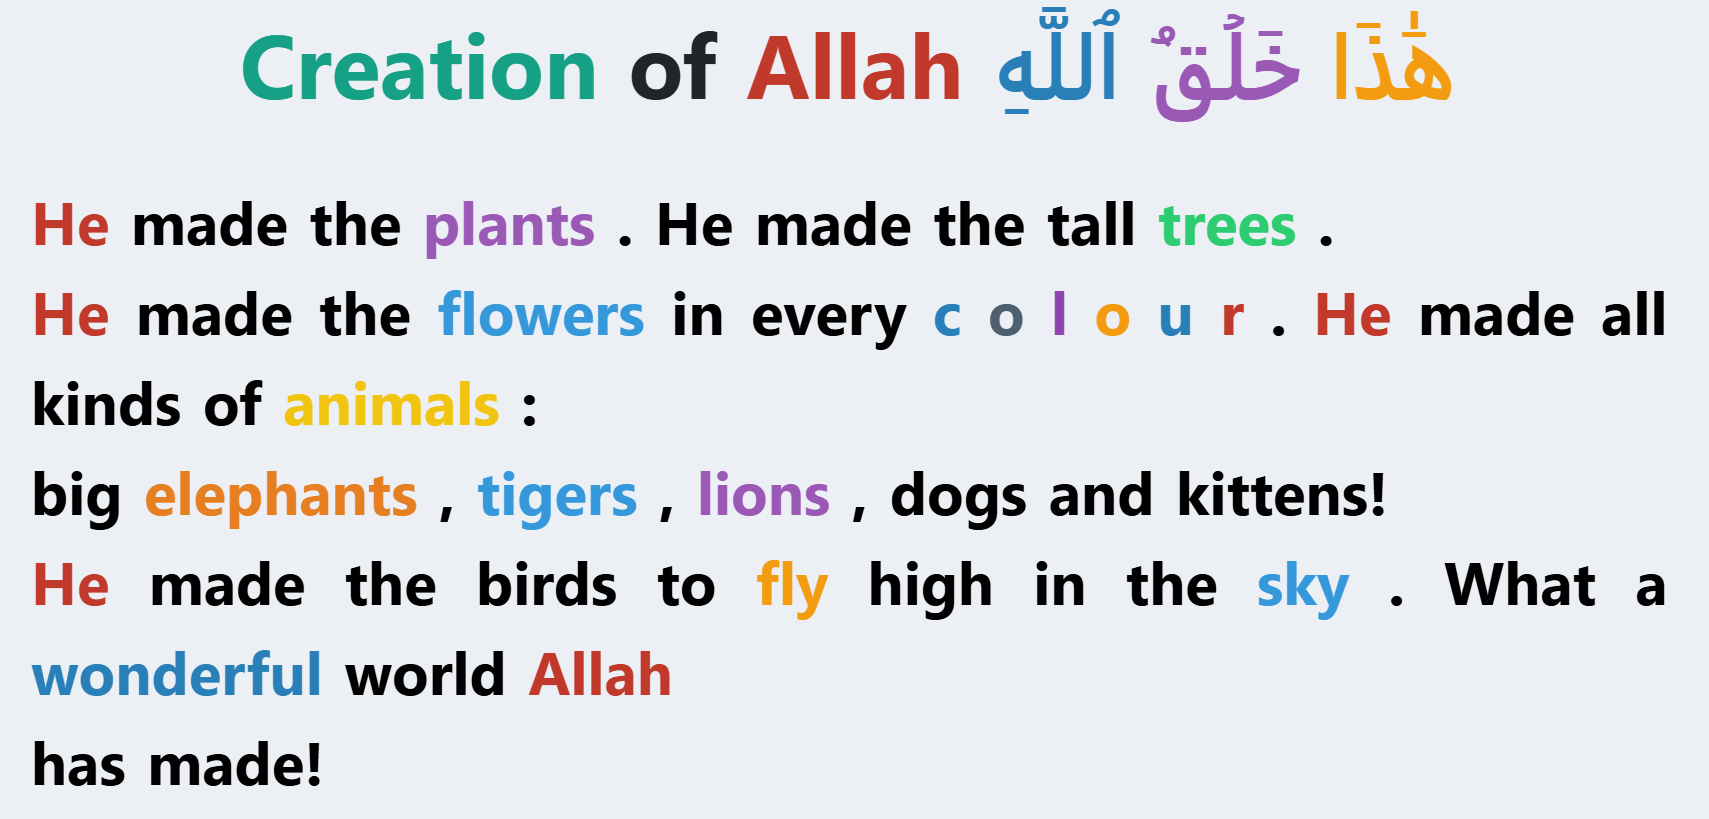 Creation of Allah هَٰذَا خَلْقُ ٱللَّهِ
He made the plants . He made the tall trees .
He made the flowers in every c o l o u r . He made all
kinds of animals :
big elephants , tigers , lions , dogs and kittens!
He made the birds to fly high in the sky . What a
wonderful world Allah
has made!